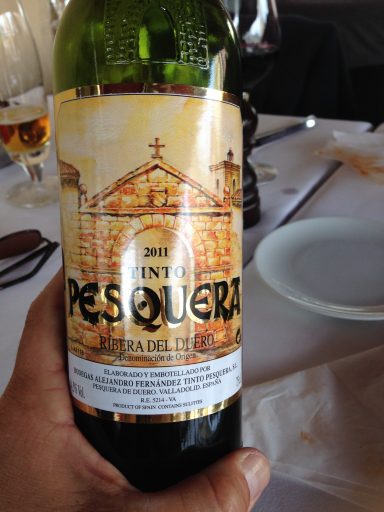 2011
TINTO
PESQUERA
RIBERA DEL DUERO
Denominación de Origen
ELABORADO Y EMBOTELLADO POR
BODEGAS ALEJANDRO FERNÁNDEZ TINTO PESQUERA, S.L.
PESQUERA DE DUERO. VALLADOLID. ESPAÑA
R.E. 5214 - VA
PRODUCT OF SPAIN CONTAINS SULFITES